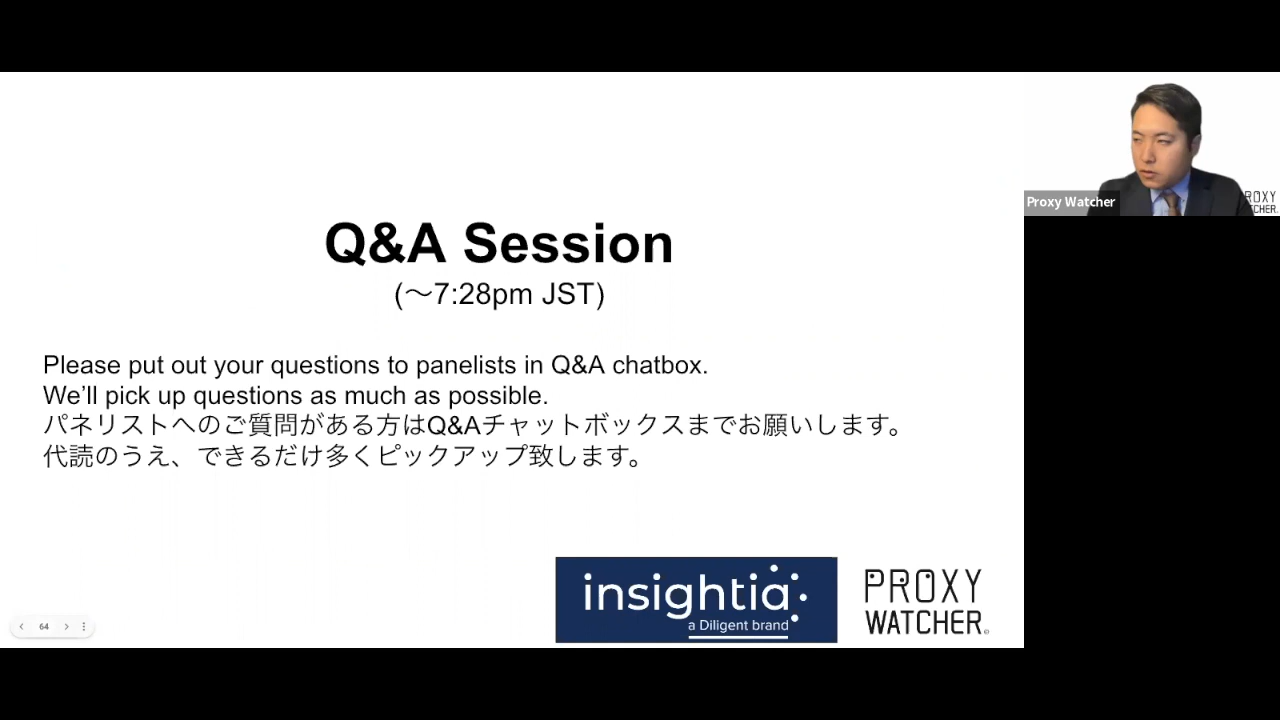 Q&A Session
(～7:28pm JST)
Please put out your questions to panelists in Q&A chatbox.
We’ll pick up questions as much as possible.
パネリストへのご質問がある方はQ&Aチャットボックスまでお願いします。
代読のうえ、できるだけ多くピックアップ致します。
insightia
a Diligent brand
PROXY
WATCHER
64
Proxy Watcher